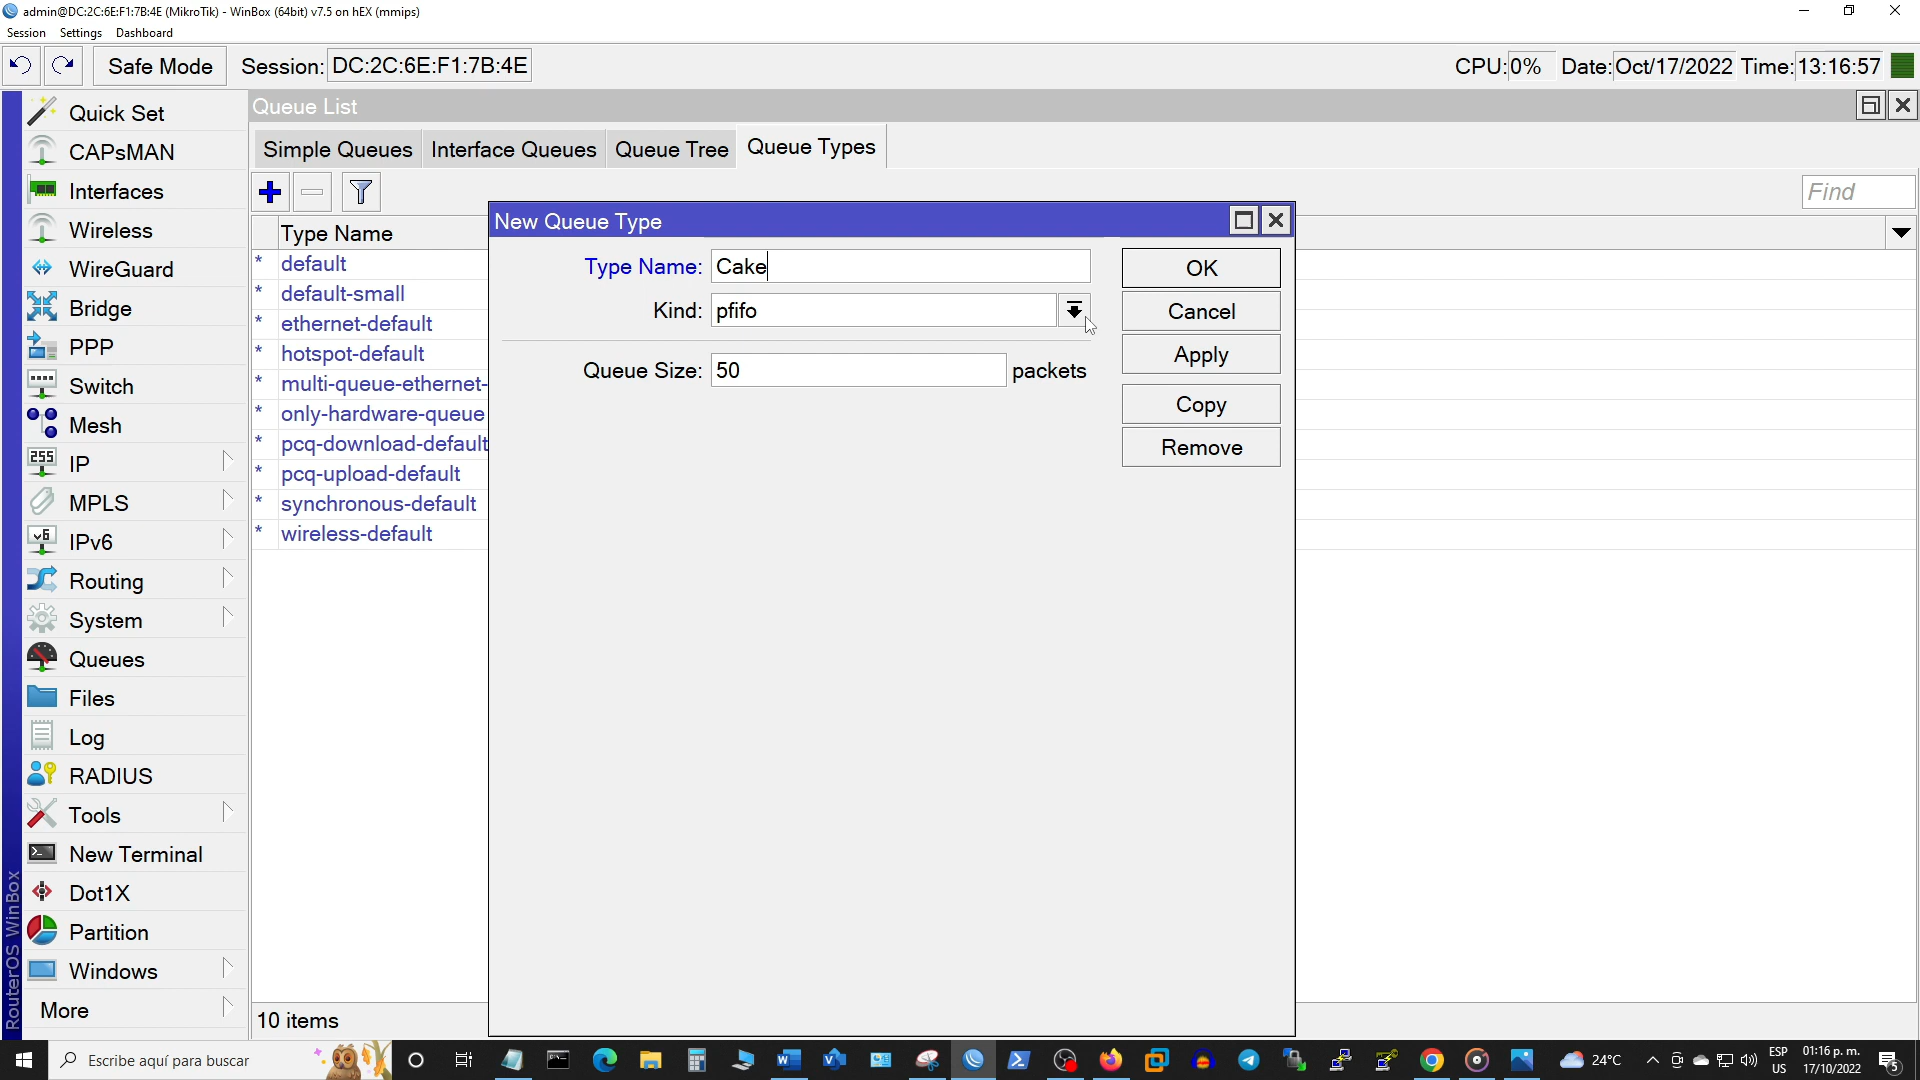 admin@DC:2C:6E:F1:7B:4E (MikroTik) - WinBox (64bit) v7.5 on hEX (mmips)
Session Settings Dashboard
Safe Mode Session: DC:2C:6E:F1:7B:4E CPU:0% Date:Oct/17/2022 Time:13:16:57
Quick Set
CAPsMAN
Interfaces
Wireless
WireGuard
Bridge
PPP
Switch
Mesh
255 IP
MPLS
v6 IPv6
Routing
System
Queues
Files
Log
RADIUS
Tools
New Terminal
Dot1X
Partition
Windows
More
RouterOS WinBox
Queue List
Simple Queues Interface Queues Queue Tree Queue Types
Find
Type Name
* default
* default-small
* ethernet-default
* hotspot-default
* multi-queue-ethernet-
* only-hardware-queue
* pcq-download-default
* pcq-upload-default
* synchronous-default
* wireless-default
10 items
New Queue Type
Type Name: Cake
Kind: pfifo
Queue Size: 50 packets
OK
Cancel
Apply
Copy
Remove
Escribe aquí para buscar
24°C
ESP
US
01:16 p. m.
17/10/2022
5